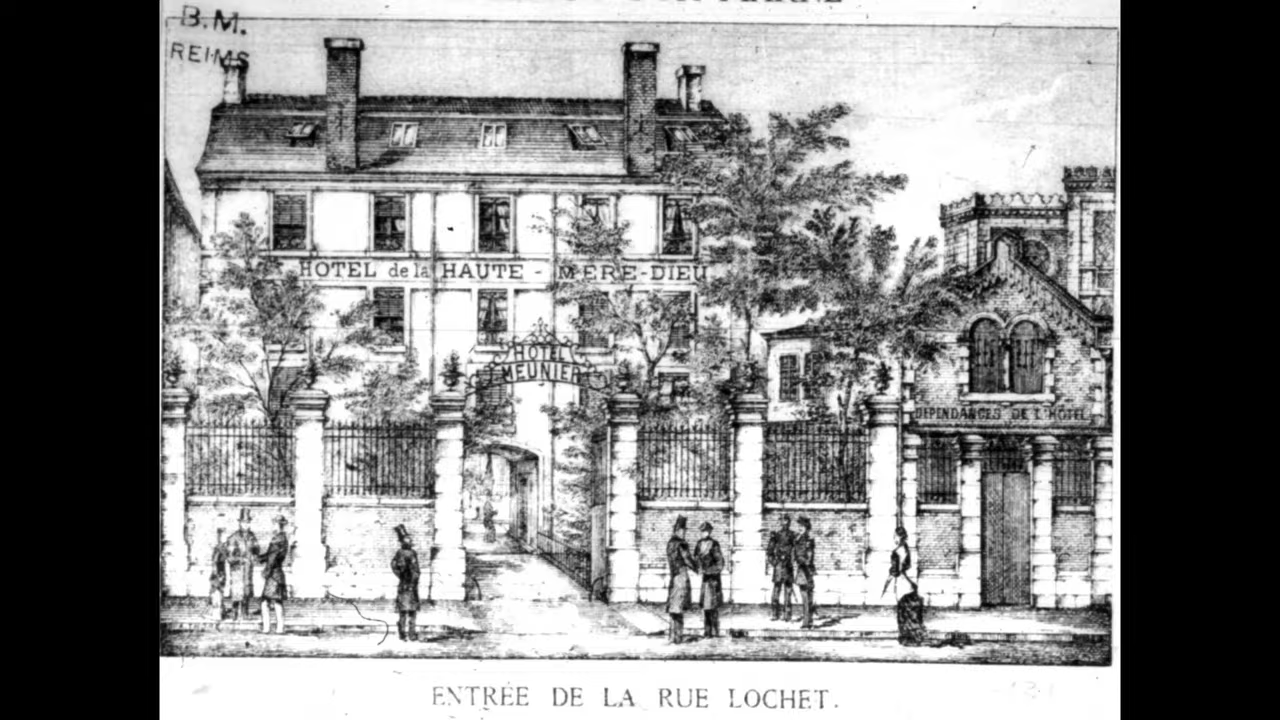 B.M.
REIMS
HOTEL de la HAUTE - MERE-DIEU
HOTEL
MEUNIER
DEPENDANCES DE L'HOTEL
ENTRÉE DE LA RUE LOCHET.